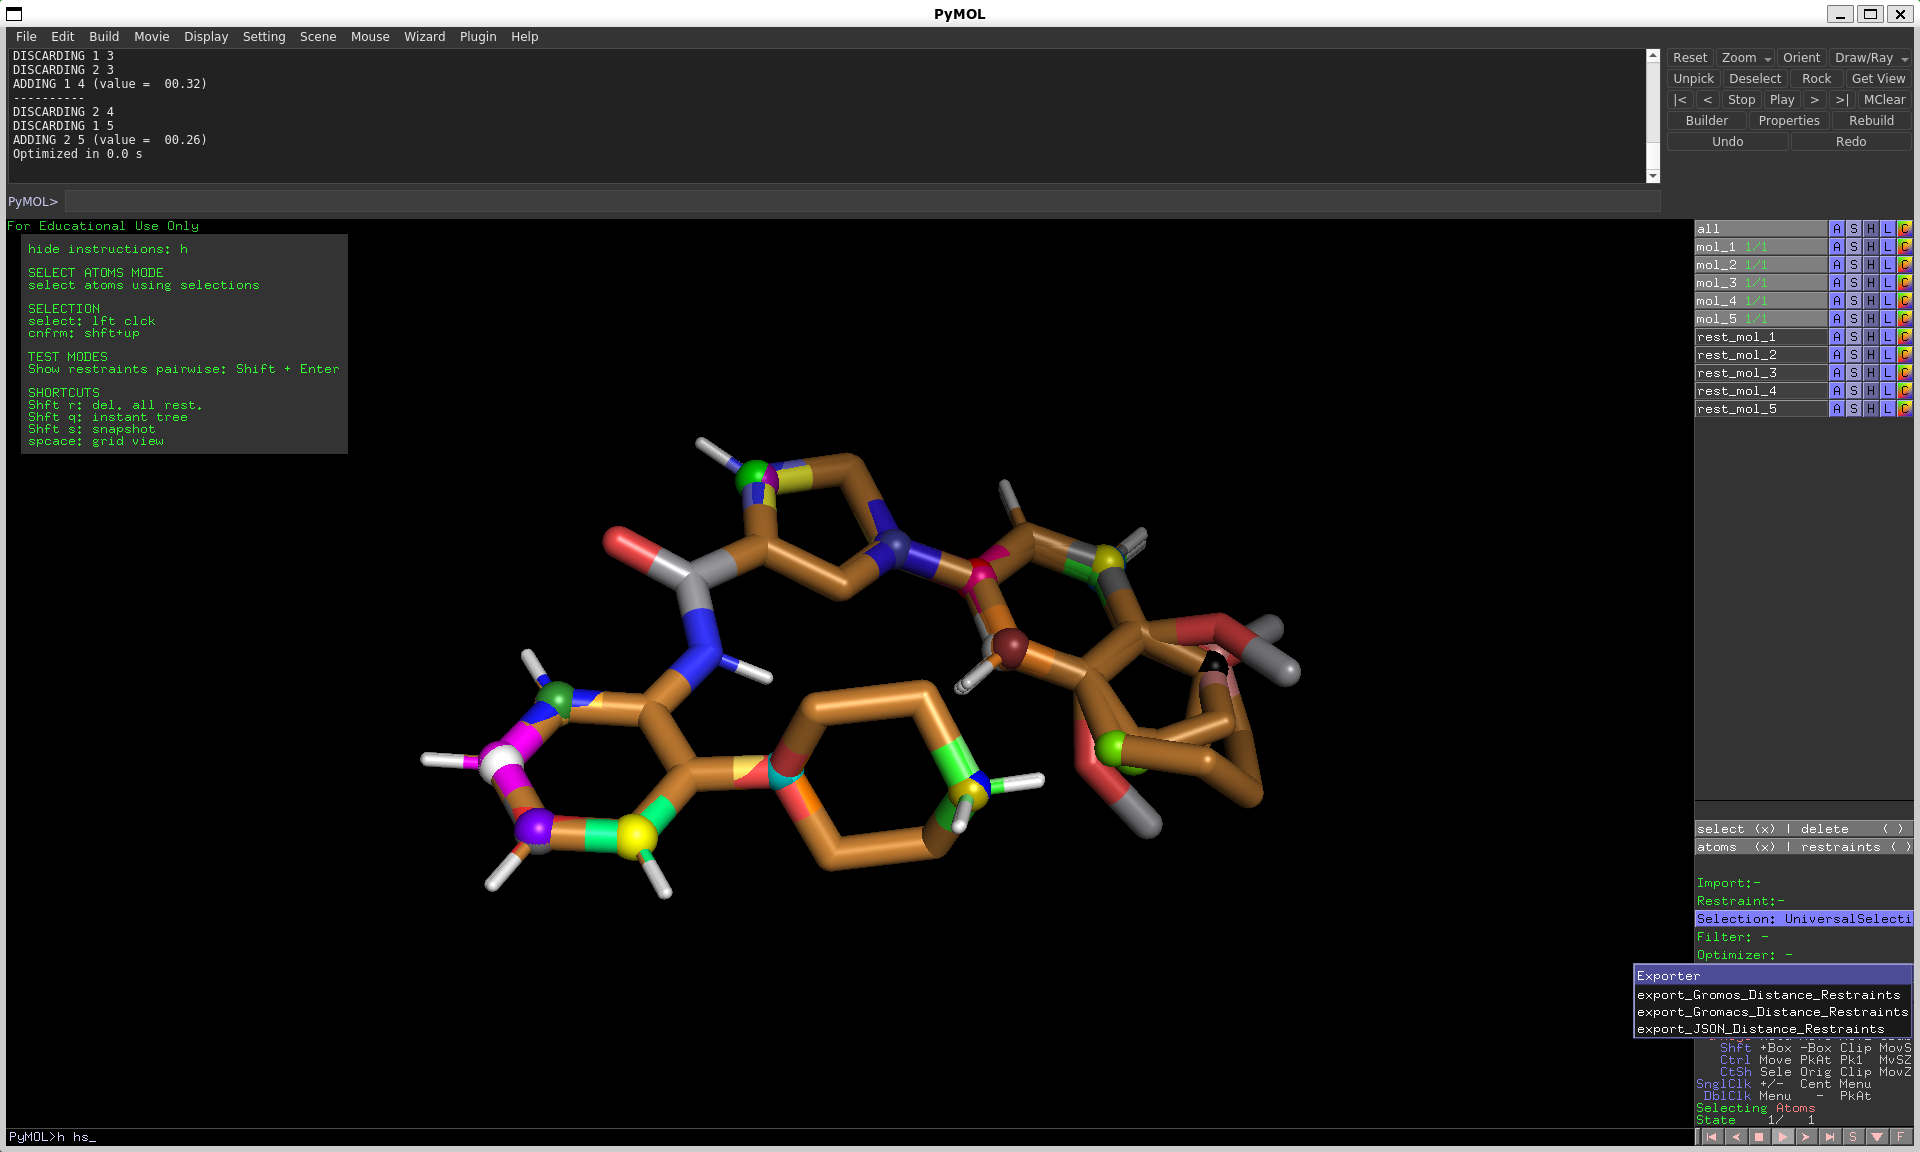 PyMOL
File Edit Build Movie Display Setting Scene Mouse Wizard Plugin Help
DISCARDING 1 3
DISCARDING 2 3
ADDING 1 4 (value =  00.32)
----------
DISCARDING 2 4
DISCARDING 1 5
ADDING 2 5 (value =  00.26)
Optimized in 0.0 s
Reset Zoom Orient Draw/Ray
Unpick Deselect Rock Get View
|< < Stop Play > >| MClear
Builder Properties Rebuild
Undo Redo
PyMOL>
For Educational Use Only
hide instructions: h
SELECT ATOMS MODE
select atoms using selections
SELECTION
select: lft clck
cnfrm: shft+up
TEST MODES
Show restraints pairwise: Shift + Enter
SHORTCUTS
Shft r: del. all rest.
Shft q: instant tree
Shft s: snapshot
spcace: grid view
all A S H L C
mol_1 1/1 A S H L C
mol_2 1/1 A S H L C
mol_3 1/1 A S H L C
mol_4 1/1 A S H L C
mol_5 1/1 A S H L C
rest_mol_1 A S H L C
rest_mol_2 A S H L C
rest_mol_3 A S H L C
rest_mol_4 A S H L C
rest_mol_5 A S H L C
select (x) | delete ( )
atoms (x) | restraints ( )
Import:-
Restraint:-
Selection: UniversalSelecti
Filter: -
Optimizer: -
Exporter
export_Gromos_Distance_Restraints
export_Gromacs_Distance_Restraints
export_JSON_Distance_Restraints
Shft +Box -Box Clip MovS
Ctrl Move PkAt Pk1 MvSZ
CtSh Sele Orig Clip MovZ
SnglClk +/- Cent Menu
DblClk Menu - PkAt
Selecting Atoms
State 1/ 1
PyMOL>h hs_
S F